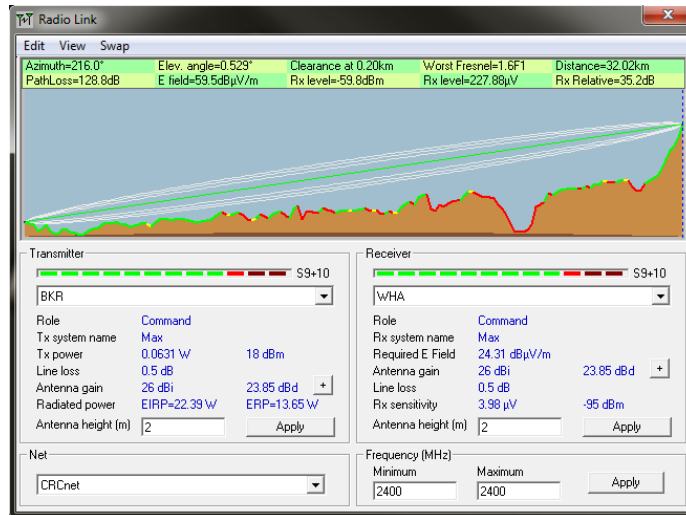 Radio Link
Edit View Swap
Azimuth=216.0° Elev. angle=0.529° Clearance at 0.20km Worst Fresnel=1.6F1 Distance=32.02km
PathLoss=128.8dB E field=59.5dBµV/m Rx level=-59.8dBm Rx level=227.88µV Rx Relative=35.2dB
Transmitter
S9+10
BKR
Role Command
Tx system name Max
Tx power 0.0631 W 18 dBm
Line loss 0.5 dB
Antenna gain 26 dBi 23.85 dBd +
Radiated power EIRP=22.39 W ERP=13.65 W
Antenna height (m) 2 Apply
Receiver
S9+10
WHA
Role Command
Rx system name Max
Required E Field 24.31 dBµV/m
Antenna gain 26 dBi 23.85 dBd +
Line loss 0.5 dB
Rx sensitivity 3.98 µV -95 dBm
Antenna height (m) 2 Apply
Net
CRCnet
Frequency (MHz)
Minimum Maximum
2400 2400 Apply